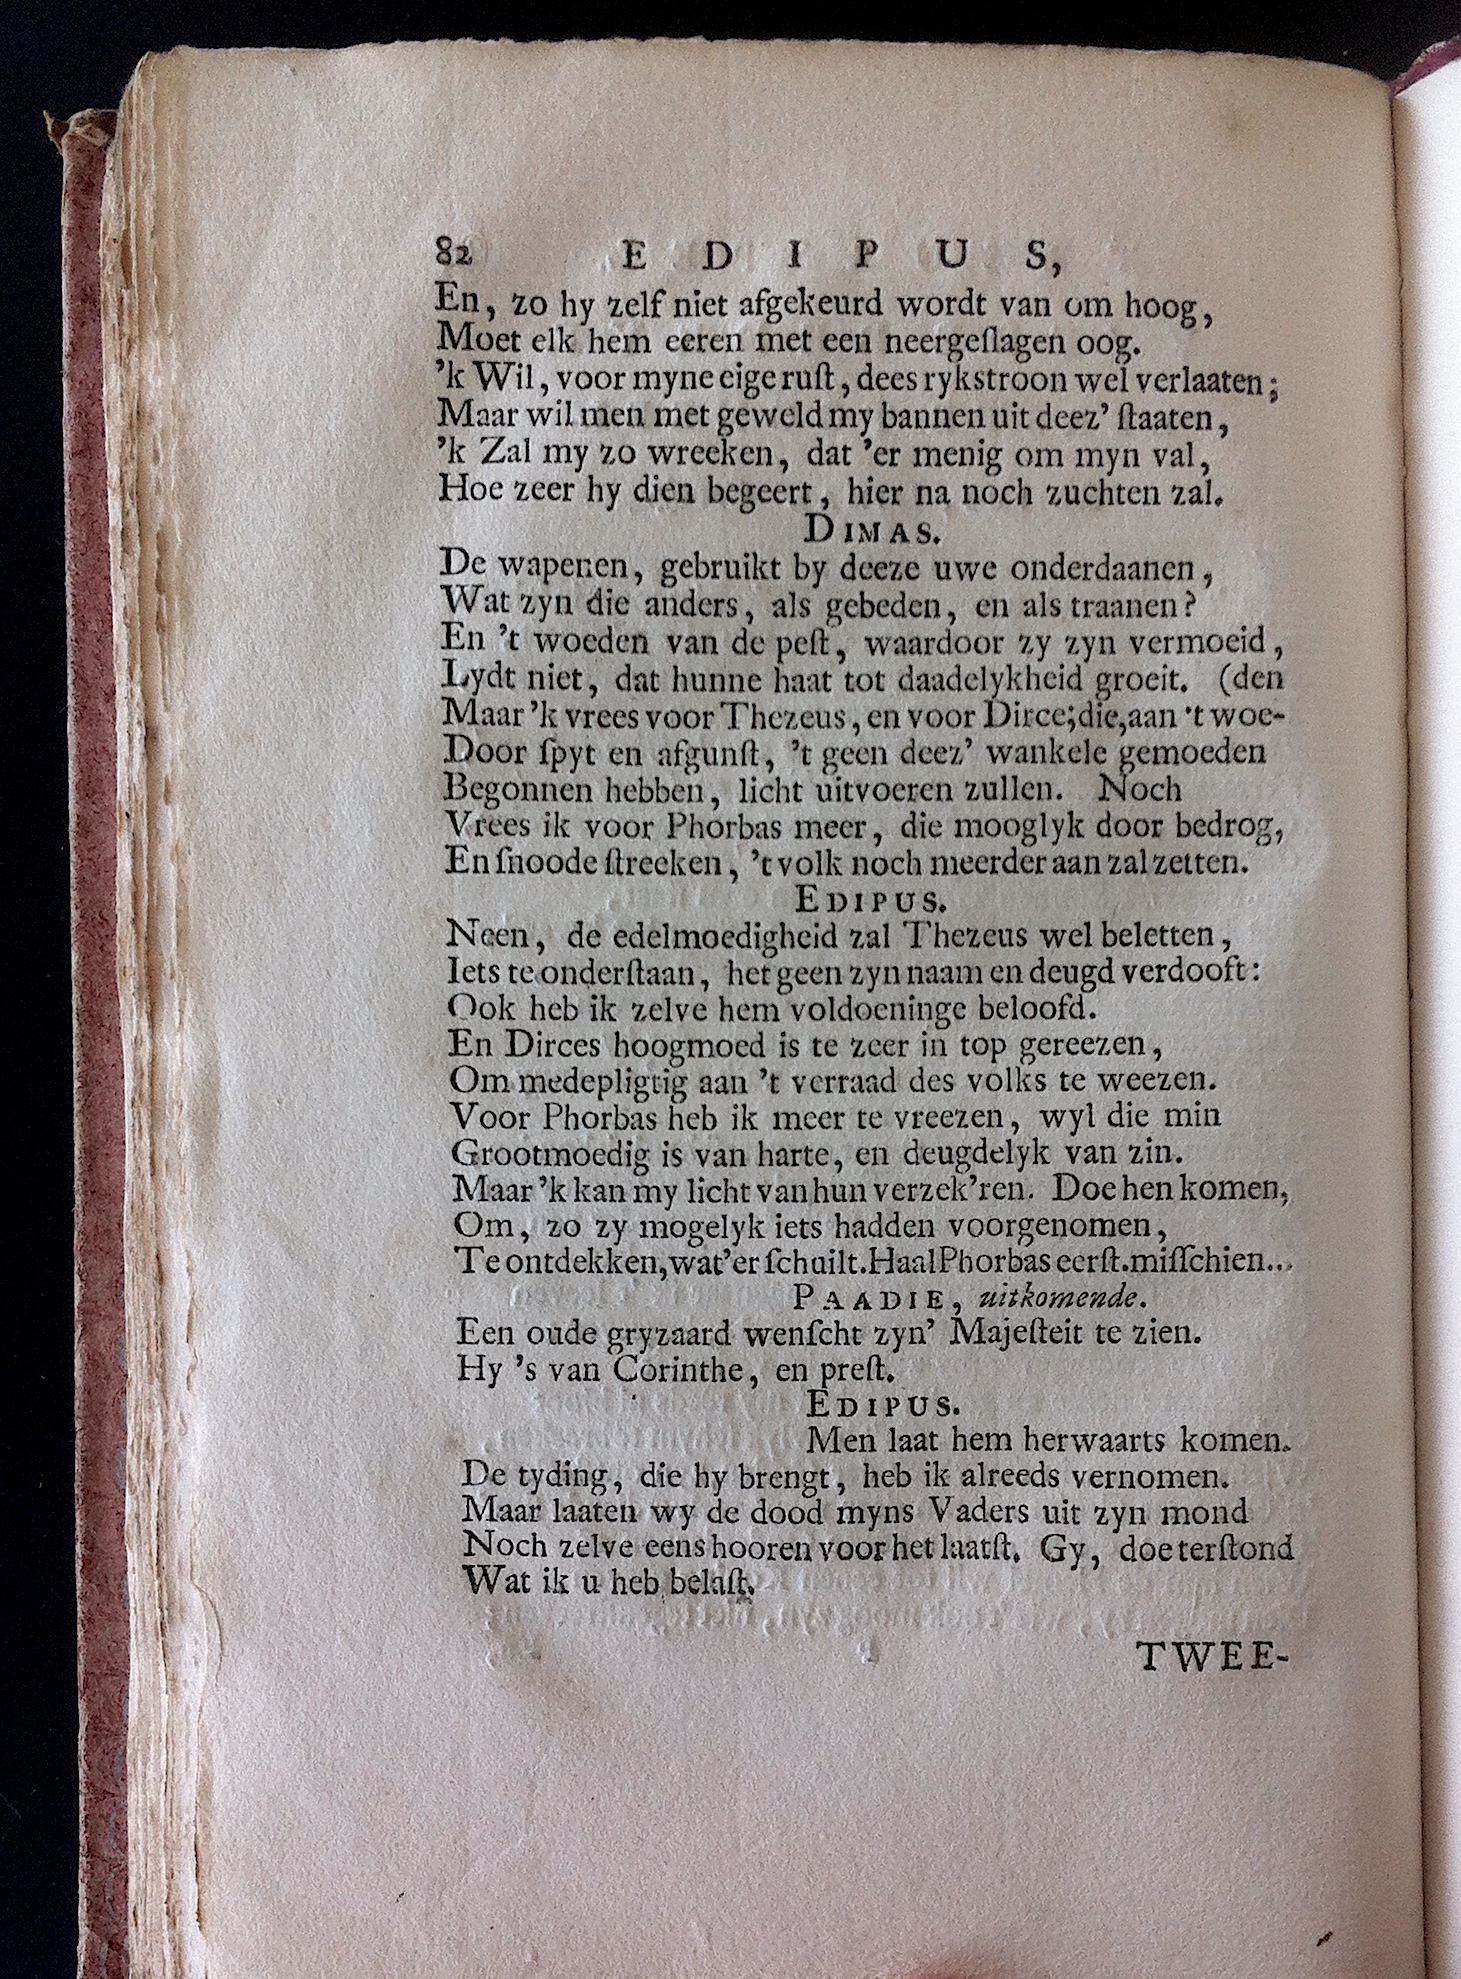 82 EDIPUS,
En, zo hy zelf niet afgekeurd wordt van om hoog,
Moet elk hem eeren met een neergeſlagen oog.
'k Wil, voor myne eige ruſt, dees rykstroon wel verlaaten;
Maar wil men met geweld my bannen uit deez' ſtaaten,
'k Zal my zo wreeken, dat 'er menig om myn val,
Hoe zeer hy dien begeert, hier na noch zuchten zal.
DIMAS.
De wapenen, gebruikt by deeze uwe onderdaanen,
Wat zyn die anders, als gebeden, en als traanen?
En 't woeden van de peſt, waardoor zy zyn vermoeid,
Lydt niet, dat hunne haat tot daadelykheid groeit. (den
Maar 'k vrees voor Thezeus, en voor Dirce; die, aan 't woe-
Door ſpyt en afgunſt, 't geen deez' wankele gemoeden
Begonnen hebben, licht uitvoeren zullen. Noch
Vrees ik voor Phorbas meer, die mooglyk door bedrog,
En ſnoode ſtreeken, 't volk noch meerder aan zal zetten.
EDIPUS.
Neen, de edelmoedigheid zal Thezeus wel beletten,
Iets te onderſtaan, het geen zyn naam en deugd verdooft:
Ook heb ik zelve hem voldoeninge beloofd.
En Dirces hoogmoed is te zeer in top gereezen,
Om medepligtig aan 't verraad des volks te weezen.
Voor Phorbas heb ik meer te vreezen, wyl die min
Grootmoedig is van harte, en deugdelyk van zin.
Maar 'k kan my licht van hun verzek'ren. Doe hen komen,
Om, zo zy mogelyk iets hadden voorgenomen,
Te ontdekken, wat'er ſchuilt. Haal Phorbas eerſt. miſſchien...
PAADIE, uitkomende.
Een oude gryzaard wenſcht zyn' Majeſteit te zien.
Hy 's van Corinthe, en preſt.
EDIPUS.
Men laat hem herwaarts komen.
De tyding, die hy brengt, heb ik alreeds vernomen.
Maar laaten wy de dood myns Vaders uit zyn mond
Noch zelve eens hooren voor het laatſt. Gy, doe terſtond
Wat ik u heb belaſt.
TWEE-